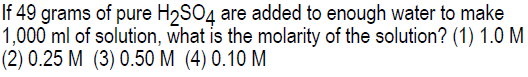 If 49 grams of pure H₂SO₄ are added to enough water to make
1,000 ml of solution, what is the molarity of the solution? (1) 1.0 M
(2) 0.25 M (3) 0.50 M (4) 0.10 M